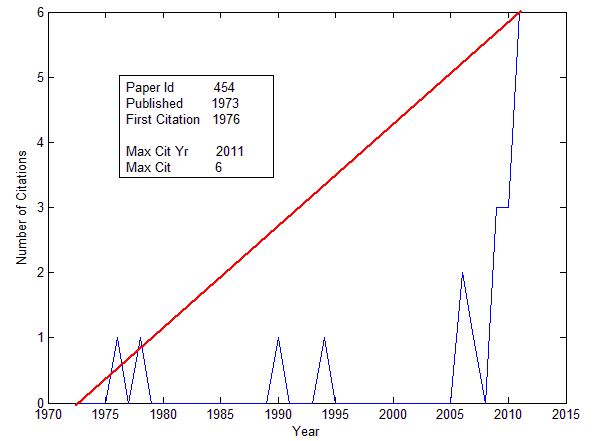 6
5
4
3
2
1
0
Number of Citations
Paper Id 454
Published 1973
First Citation 1976
Max Cit Yr 2011
Max Cit 6
1970 1975 1980 1985 1990 1995 2000 2005 2010 2015
Year